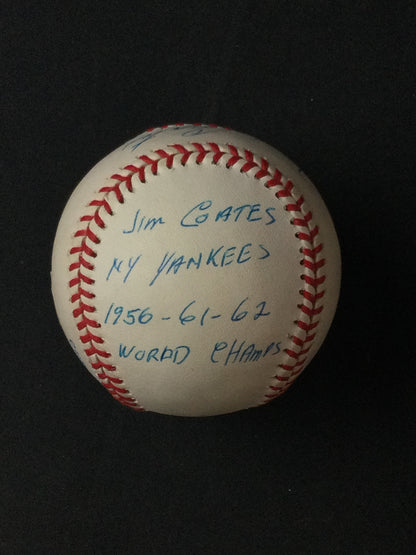 Jim COATES
NY YANKEES
1956-61-62
WORLD CHAMPS